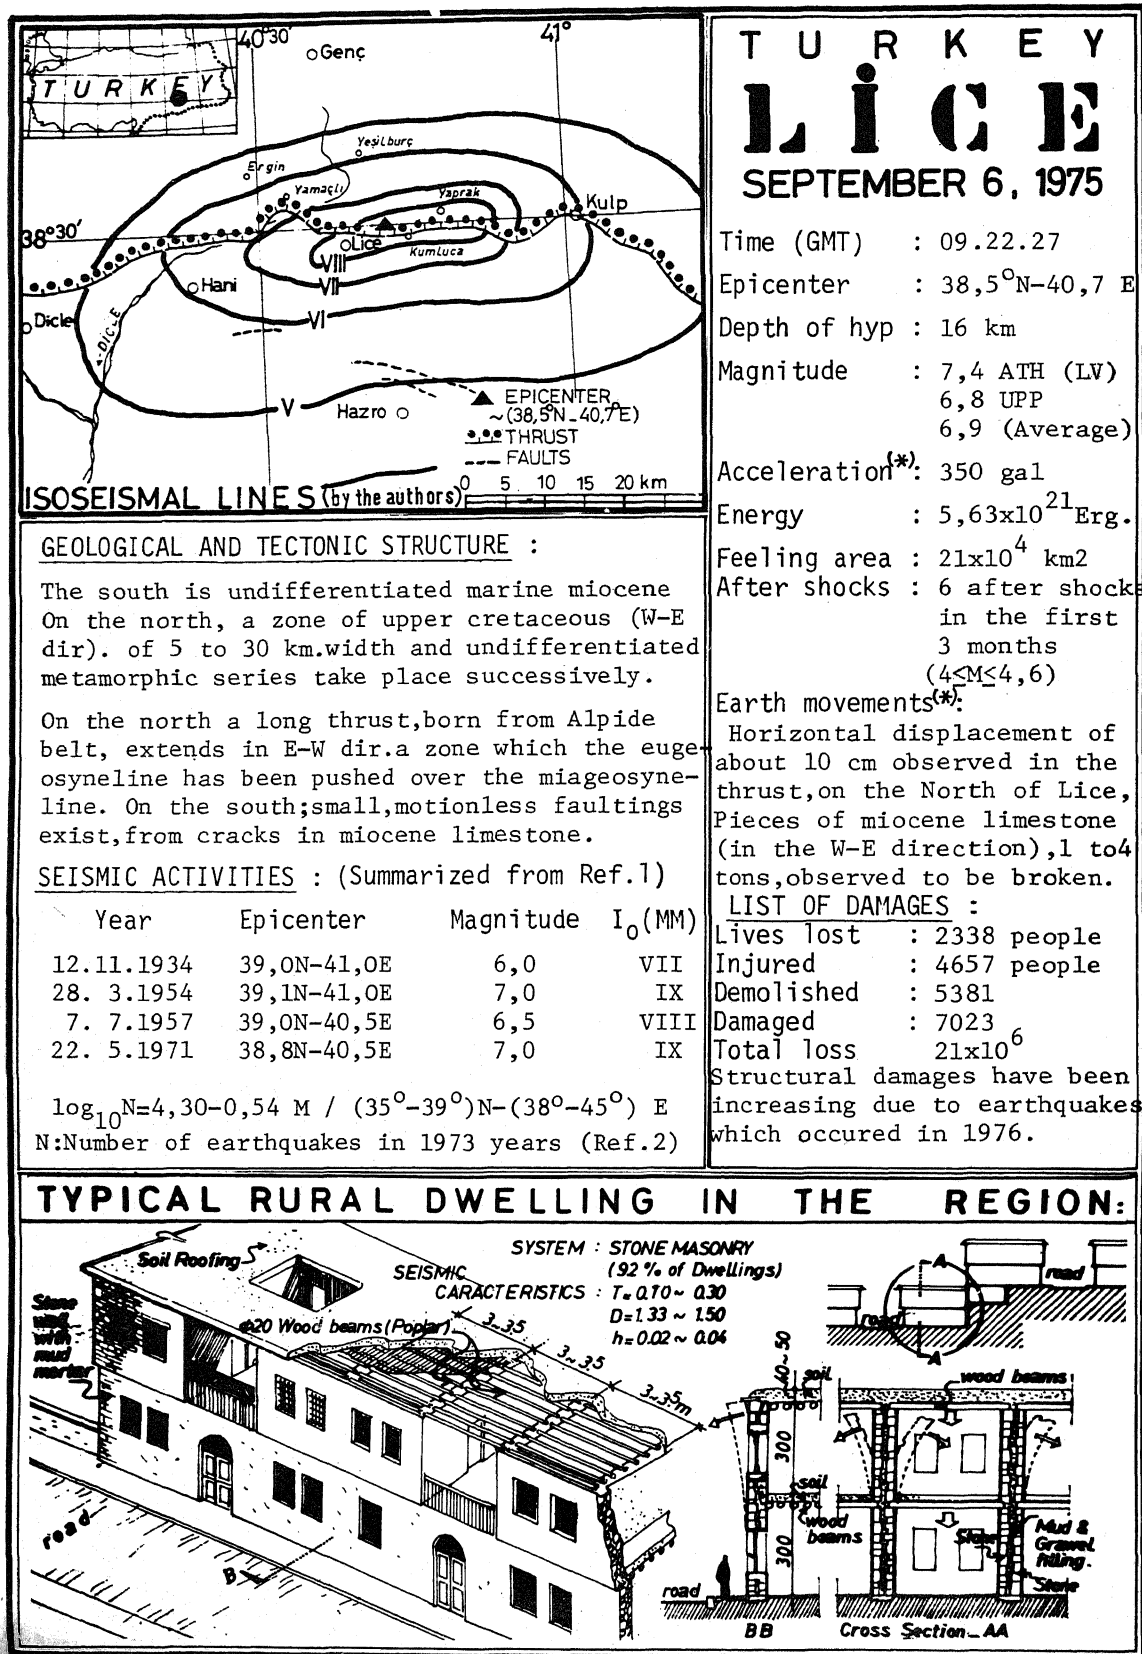 40°30'
41°
Genç
TURKEY
Yeşilburç
Ergin
Yamaçlı
Yaprak
Kulp
38°30'
Lice
Kumluca
VIII
Hani
VII
Dicle
DICLE
VI
V
Hazro
EPICENTER
~(38,5°N-40,7°E)
THRUST
FAULTS
ISOSEISMAL LINES (by the authors)
0 5 10 15 20 km
TURKEY
LİCE
SEPTEMBER 6, 1975
Time (GMT) : 09.22.27
Epicenter : 38,5°N-40,7 E
Depth of hyp : 16 km
Magnitude : 7,4 ATH (LV)
6,8 UPP
6,9 (Average)
Acceleration(*): 350 gal
Energy : 5,63x10^21 Erg.
Feeling area : 21x10^4 km2
After shocks : 6 after shocks
in the first
3 months
(4≤M≤4,6)
Earth movements(*):
Horizontal displacement of
about 10 cm observed in the
thrust,on the North of Lice,
Pieces of miocene limestone
(in the W-E direction),1 to4
tons,observed to be broken.
LIST OF DAMAGES :
Lives lost : 2338 people
Injured : 4657 people
Demolished : 5381
Damaged : 7023
Total loss 21x10^6
Structural damages have been
increasing due to earthquakes
which occured in 1976.
GEOLOGICAL AND TECTONIC STRUCTURE :
The south is undifferentiated marine miocene
On the north, a zone of upper cretaceous (W-E
dir). of 5 to 30 km.width and undifferentiated
metamorphic series take place successively.
On the north a long thrust,born from Alpide
belt, extends in E-W dir.a zone which the euge-
osyneline has been pushed over the miageosyne-
line. On the south;small,motionless faultings
exist,from cracks in miocene limestone.
SEISMIC ACTIVITIES : (Summarized from Ref.1)
Year Epicenter Magnitude I₀(MM)
12.11.1934 39,0N-41,0E 6,0 VII
28. 3.1954 39,1N-41,0E 7,0 IX
7. 7.1957 39,0N-40,5E 6,5 VIII
22. 5.1971 38,8N-40,5E 7,0 IX
log₁₀N=4,30-0,54 M / (35°-39°)N-(38°-45°) E
N:Number of earthquakes in 1973 years (Ref.2)
TYPICAL RURAL DWELLING IN THE REGION:
Soil Roofing
SYSTEM : STONE MASONRY
(92 % of Dwellings)
SEISMIC
CARACTERISTICS : T=0.10 ~ 0.30
D=1.33 ~ 1.50
h=0.02 ~ 0.04
Stone
wall
with
mud
mortar
ø20 Wood beams (Poplar)
3~3.5
3~3.5
3~3.5m
road
B
A
road
road
A
40~50
soil
wood beams
300
soil
wood
beams
300
Stone
Mud &
Grawel
filling.
Stone
road
BB
Cross Section_AA